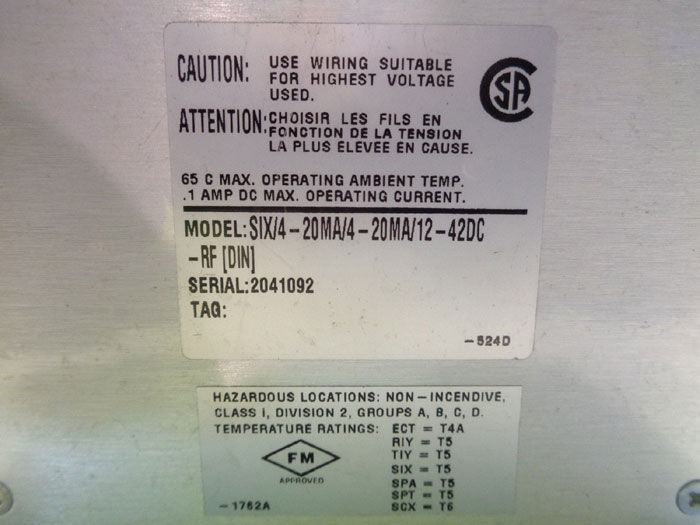 CAUTION: USE WIRING SUITABLE
FOR HIGHEST VOLTAGE
USED.
CSA
ATTENTION: CHOISIR LES FILS EN
FONCTION DE LA TENSION
LA PLUS ELEVEE EN CAUSE.
65 C MAX. OPERATING AMBIENT TEMP.
.1 AMP DC MAX. OPERATING CURRENT.
MODEL:SIX/4-20MA/4-20MA/12-42DC
-RF [DIN]
SERIAL:2041092
TAG:
-524D
HAZARDOUS LOCATIONS: NON-INCENDIVE,
CLASS I, DIVISION 2, GROUPS A, B, C, D.
TEMPERATURE RATINGS: ECT = T4A
RIY = T5
TIY = T5
SIX = T5
SPA = T5
SPT = T5
SCX = T6
FM
APPROVED
-1752A